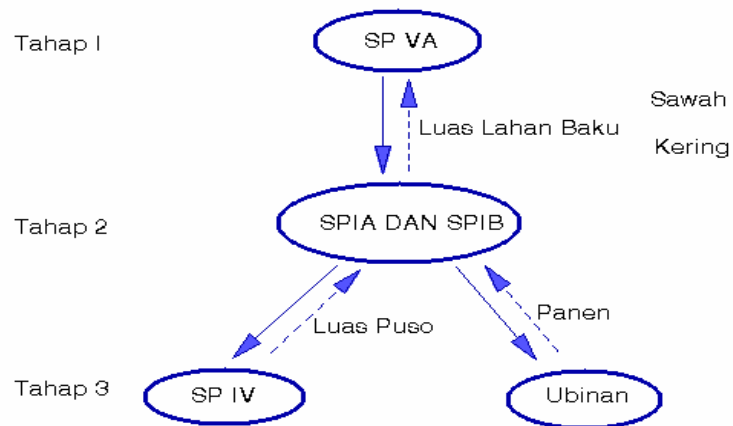 Tahap I
SP VA
Luas Lahan Baku
Sawah
Kering
Tahap 2
SPIA DAN SPIB
Luas Puso
Panen
Tahap 3
SP IV
Ubinan